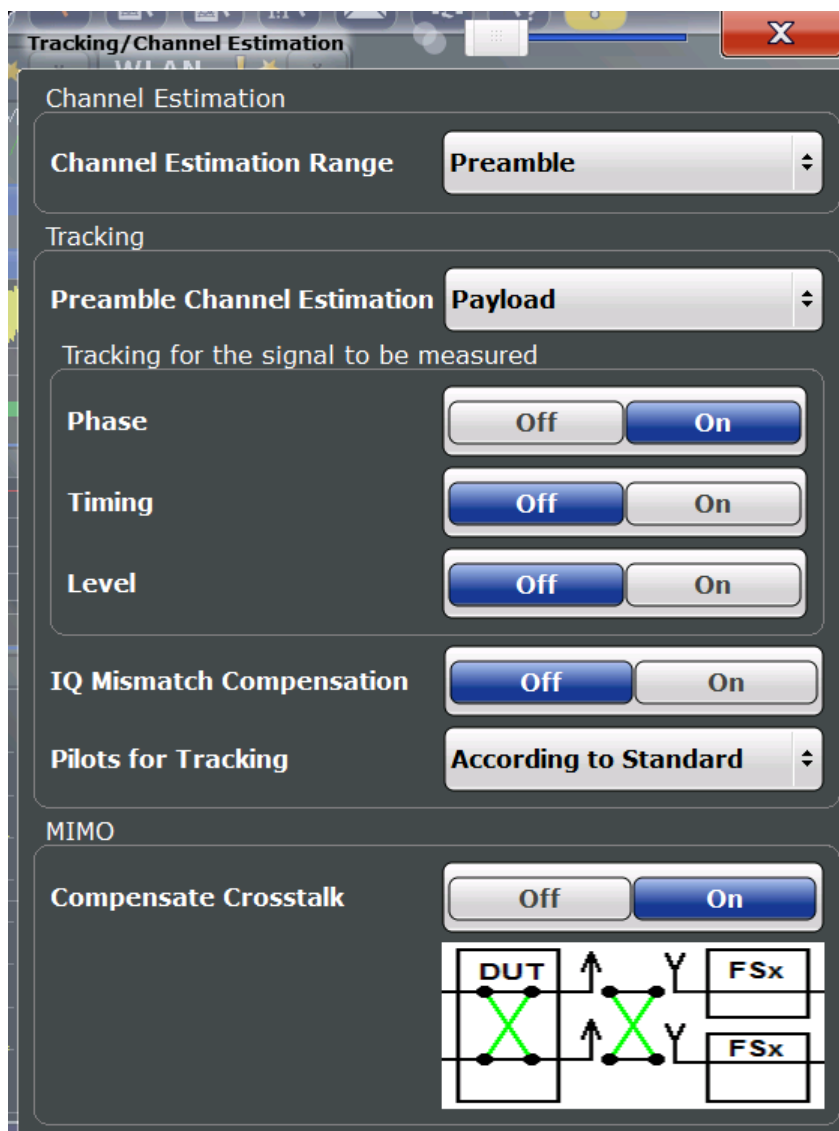 Tracking/Channel Estimation
X
WLAN
Channel Estimation
Channel Estimation Range Preamble
Tracking
Preamble Channel Estimation Payload
Tracking for the signal to be measured
Phase Off On
Timing Off On
Level Off On
IQ Mismatch Compensation Off On
Pilots for Tracking According to Standard
MIMO
Compensate Crosstalk Off On
DUT FSx
FSx